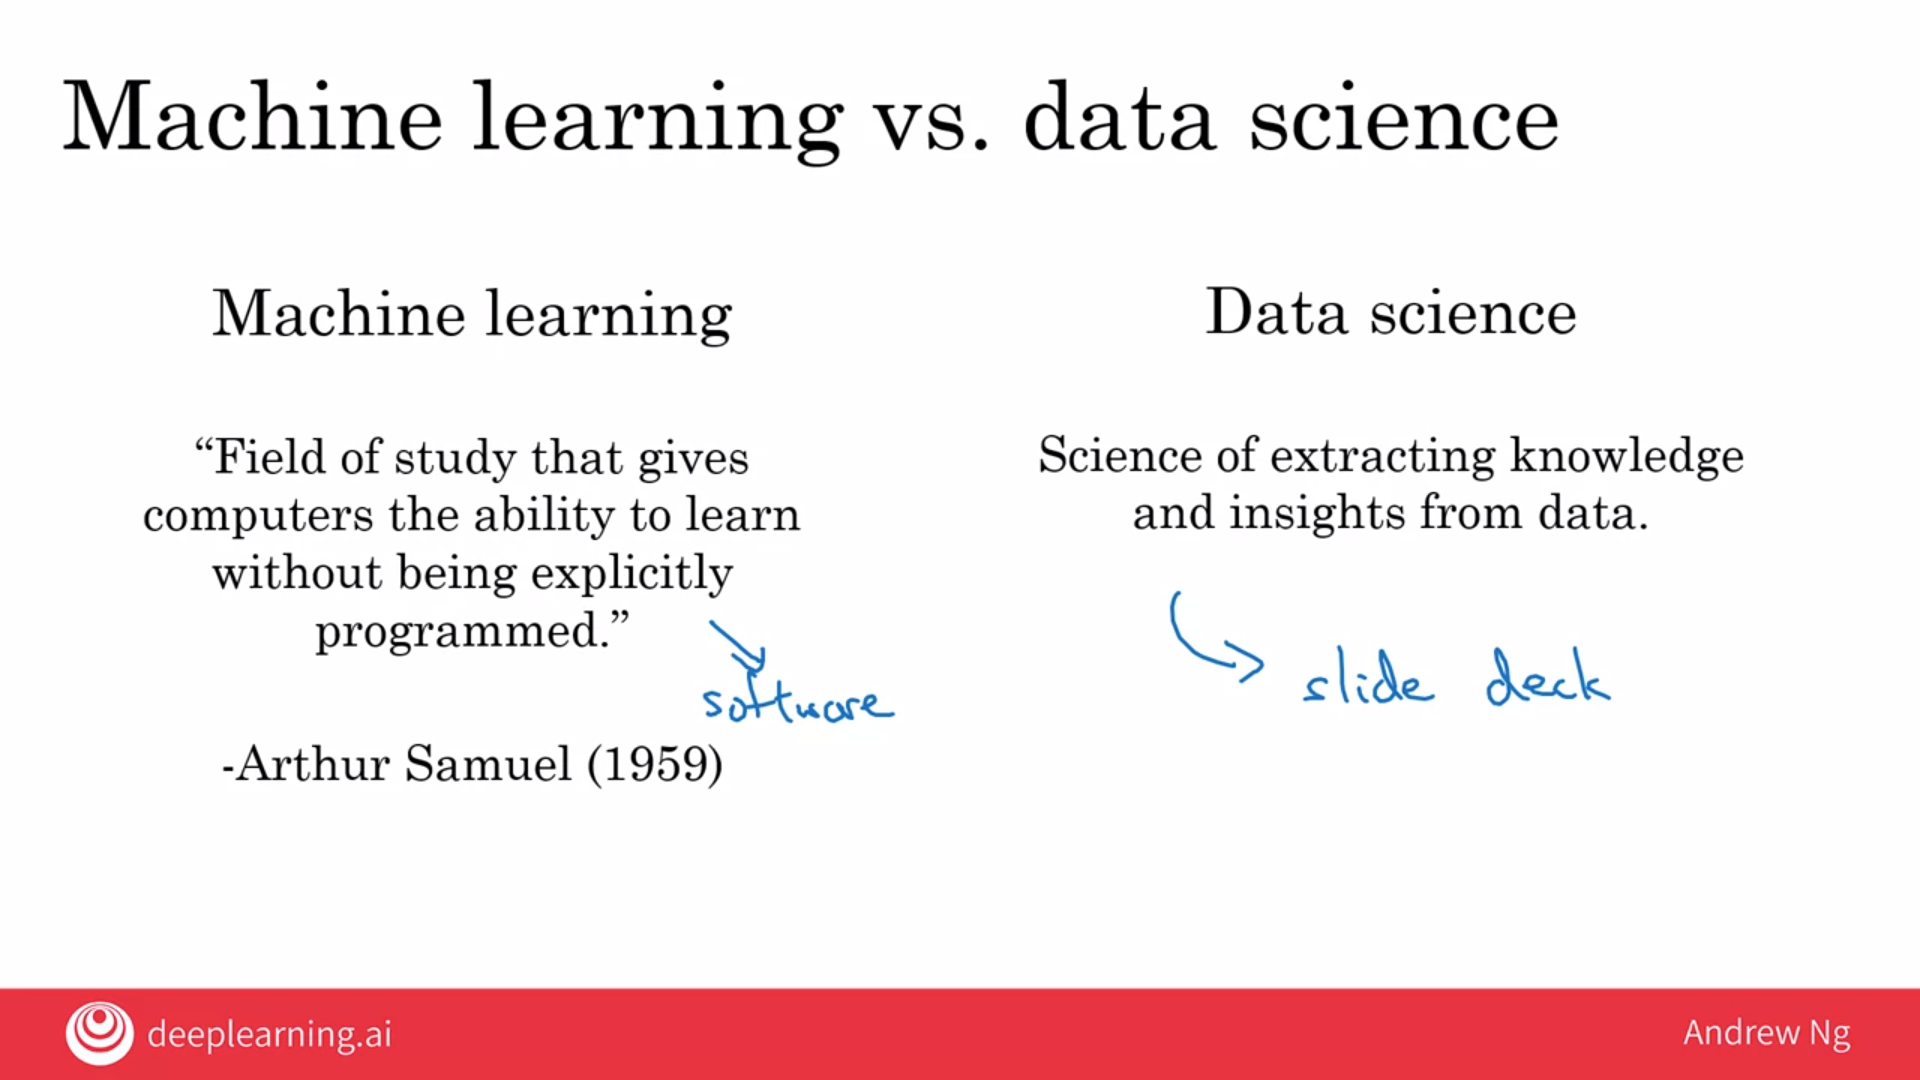 Machine learning vs. data science
Machine learning
“Field of study that gives
computers the ability to learn
without being explicitly
programmed.”
software
-Arthur Samuel (1959)
Data science
Science of extracting knowledge
and insights from data.
slide deck
deeplearning.ai
Andrew Ng